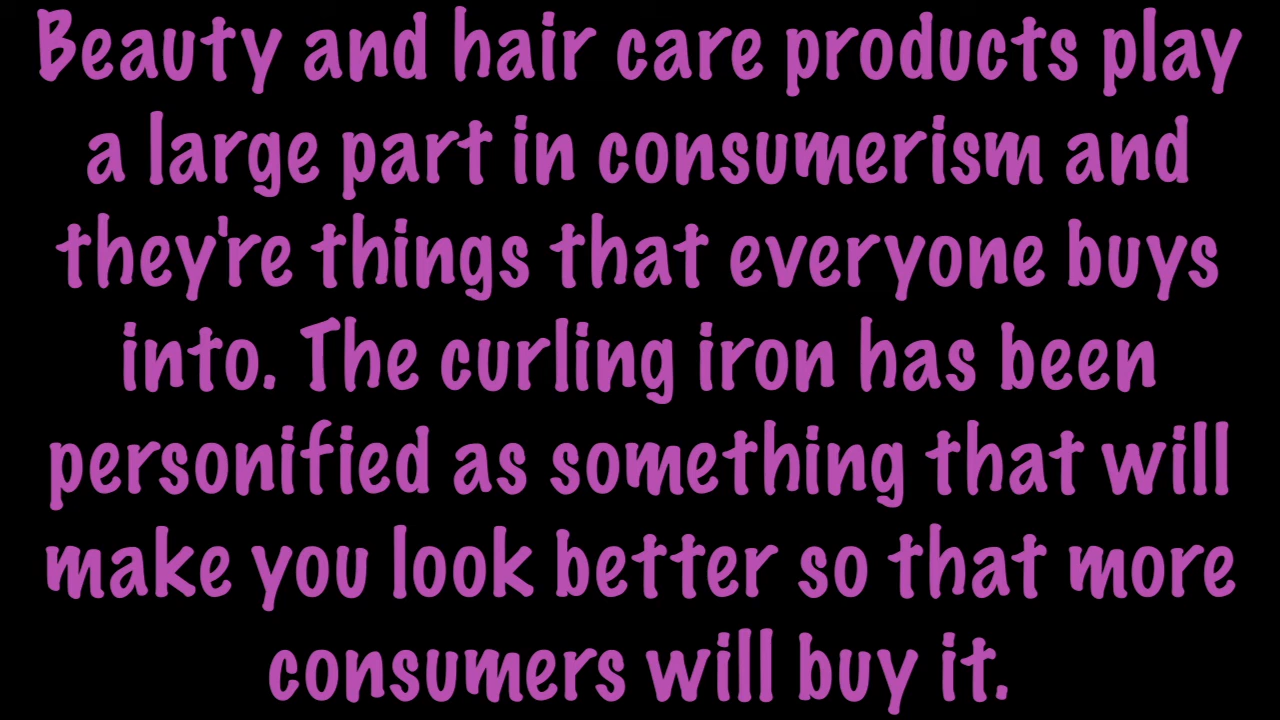 Beauty and hair care products play
a large part in consumerism and
they're things that everyone buys
into. The curling iron has been
personified as something that will
make you look better so that more
consumers will buy it.